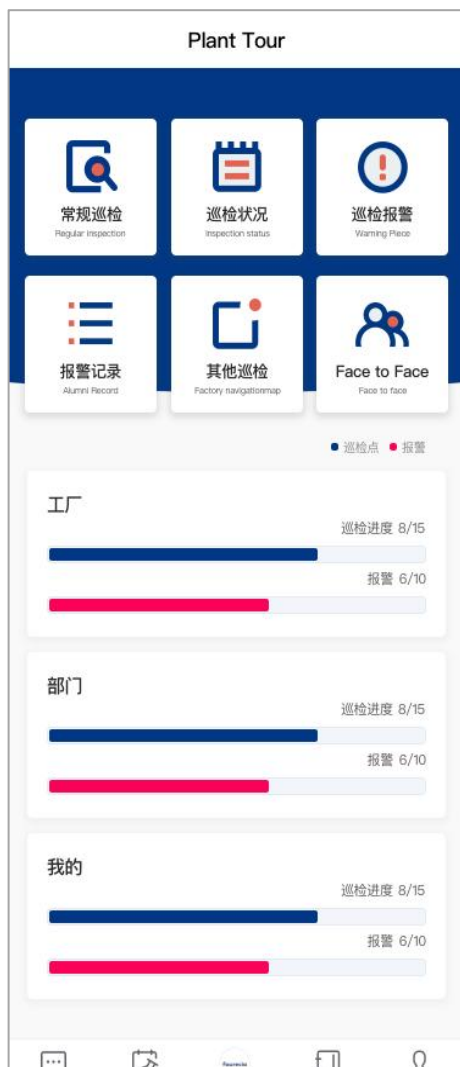 Plant Tour
常规巡检
Regular inspection
巡检状况
Inspection status
巡检报警
Warning Piece
报警记录
Alumni Record
其他巡检
Factory navigationmap
Face to Face
Face to face
巡检点
报警
工厂
巡检进度 8/15
报警 6/10
部门
巡检进度 8/15
报警 6/10
我的
巡检进度 8/15
报警 6/10